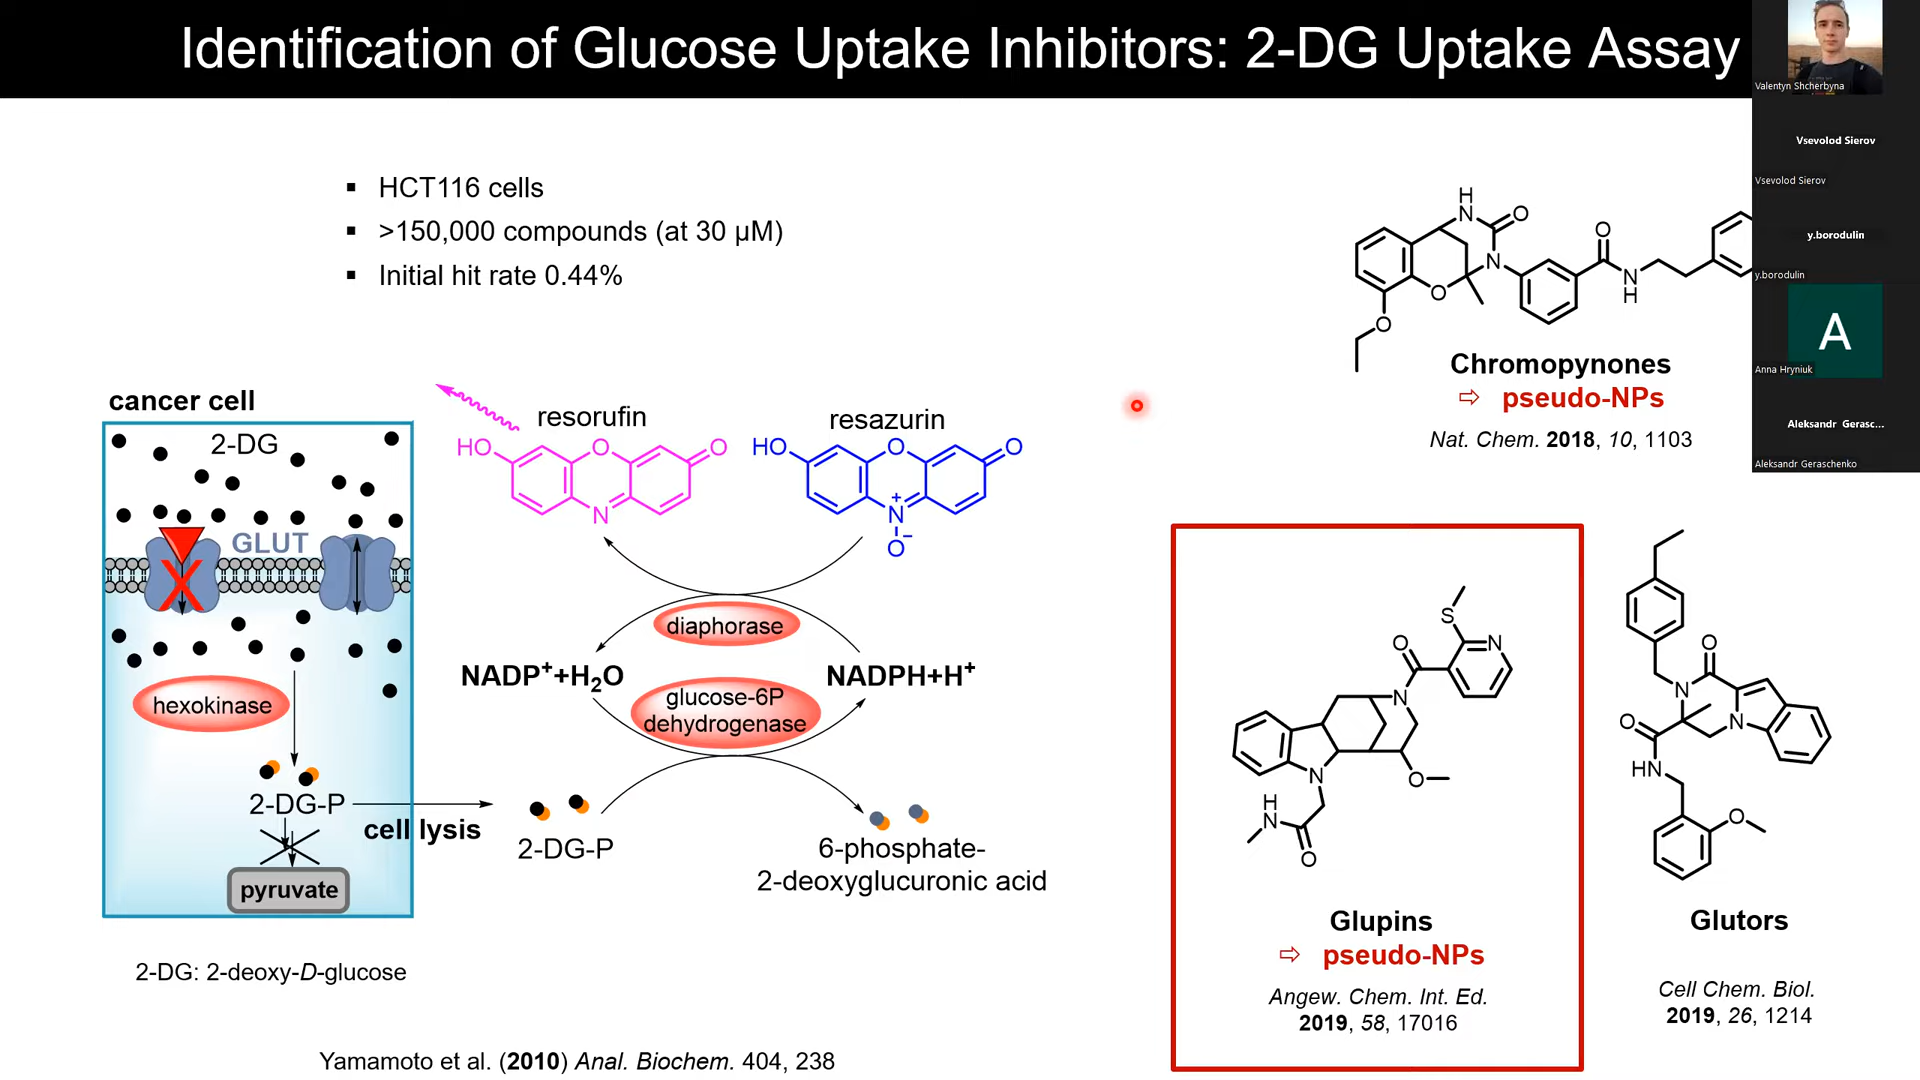 Identification of Glucose Uptake Inhibitors: 2-DG Uptake Assay
Valentyn Shcherbyna
Vsevolod Sierov
Vsevolod Sierov
y.borodulin
y.borodulin
A
Anna Hryniuk
Aleksandr Gerasc...
Aleksandr Geraschenko
▪ HCT116 cells
▪ >150,000 compounds (at 30 µM)
▪ Initial hit rate 0.44%
cancer cell
2-DG
GLUT
hexokinase
2-DG-P
cell lysis
pyruvate
2-DG: 2-deoxy-D-glucose
resorufin
HO
O
O
N
resazurin
HO
O
O
N
+
O
−
diaphorase
NADP⁺+H₂O
NADPH+H⁺
glucose-6P
dehydrogenase
2-DG-P
6-phosphate-
2-deoxyglucuronic acid
Yamamoto et al. (2010) Anal. Biochem. 404, 238
H
N
O
N
O
O
O
N
H
Chromopynones
⇨ pseudo-NPs
Nat. Chem. 2018, 10, 1103
S
O
N
N
N
O
H
N
O
Glupins
⇨ pseudo-NPs
Angew. Chem. Int. Ed.
2019, 58, 17016
O
N
O
N
HN
O
Glutors
Cell Chem. Biol.
2019, 26, 1214